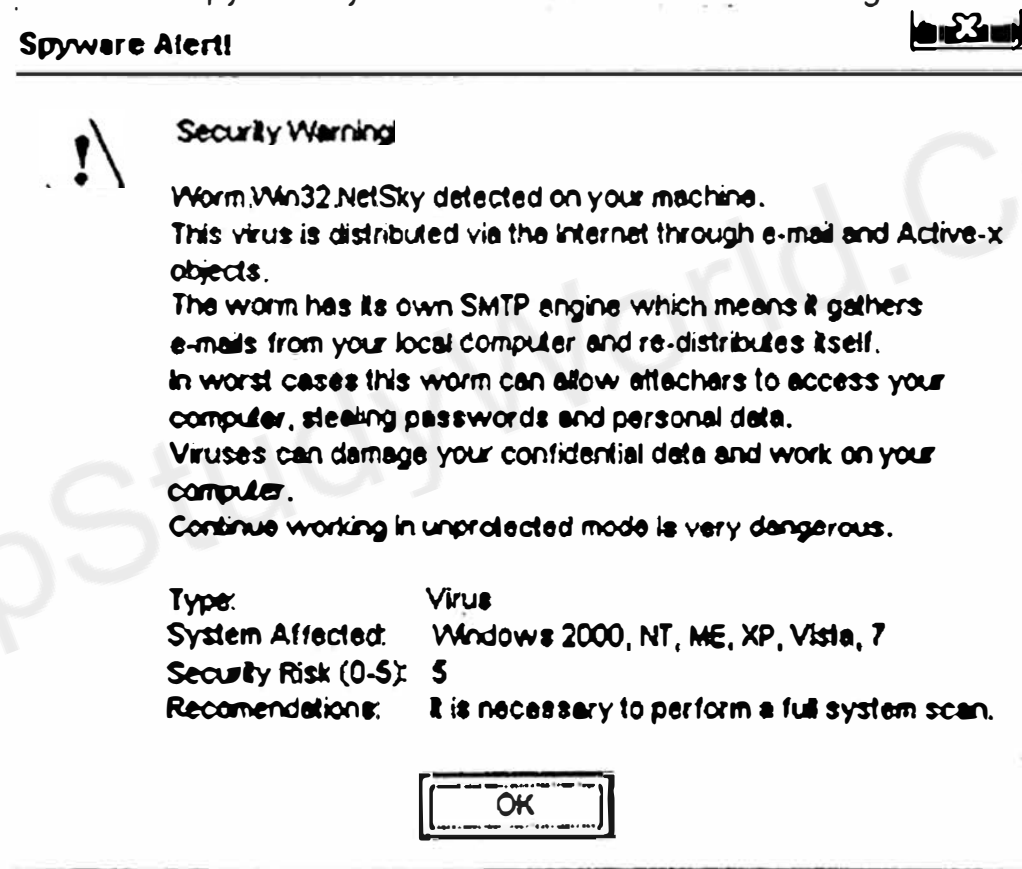 Spyware Alert!!
Security Warning
Worm.Win32.NetSky detected on your machine.
This virus is distributed via the Internet through e-mail and Active-x
objects.
The worm has its own SMTP engine which means it gathers
e-mails from your local computer and re-distributes itself.
In worst cases this worm can allow attachers to access your
computer, stealing passwords and personal data.
Viruses can damage your confidential data and work on your
computer.
Continue working in unprotected mode is very dangerous.
Type: Virus
System Affected: Windows 2000, NT, ME, XP, Vista, 7
Security Risk (0-5): 5
Recomendations: It is necessary to perform a full system scan.
OK